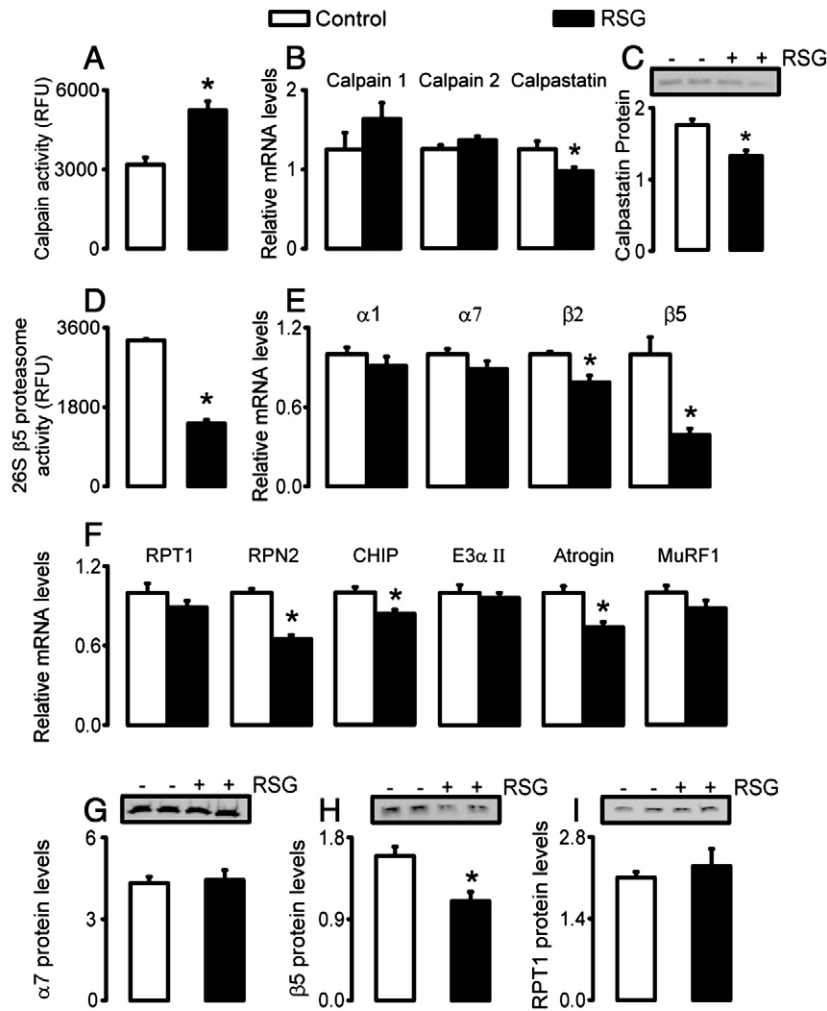 Control RSG
A B C - - + + RSG
Calpain 1 Calpain 2 Calpastatin
Calpain activity (RFU)
6000
3000
0
*
Relative mRNA levels
2
1
0
*
Calpastatin Protein
2
1
0
*
D E
26S β5 proteasome
activity (RFU)
3600
1800
0
*
α1 α7 β2 β5
Relative mRNA levels
1.2
0.6
0.0
* *
F
RPT1 RPN2 CHIP E3α II Atrogin MuRF1
Relative mRNA levels
1.2
0.6
0.0
* * *
G - - + + RSG
α7 protein levels
6
3
0
H - - + + RSG
β5 protein levels
1.8
0.9
0.0
*
I - - + + RSG
RPT1 protein levels
2.8
1.4
0.0